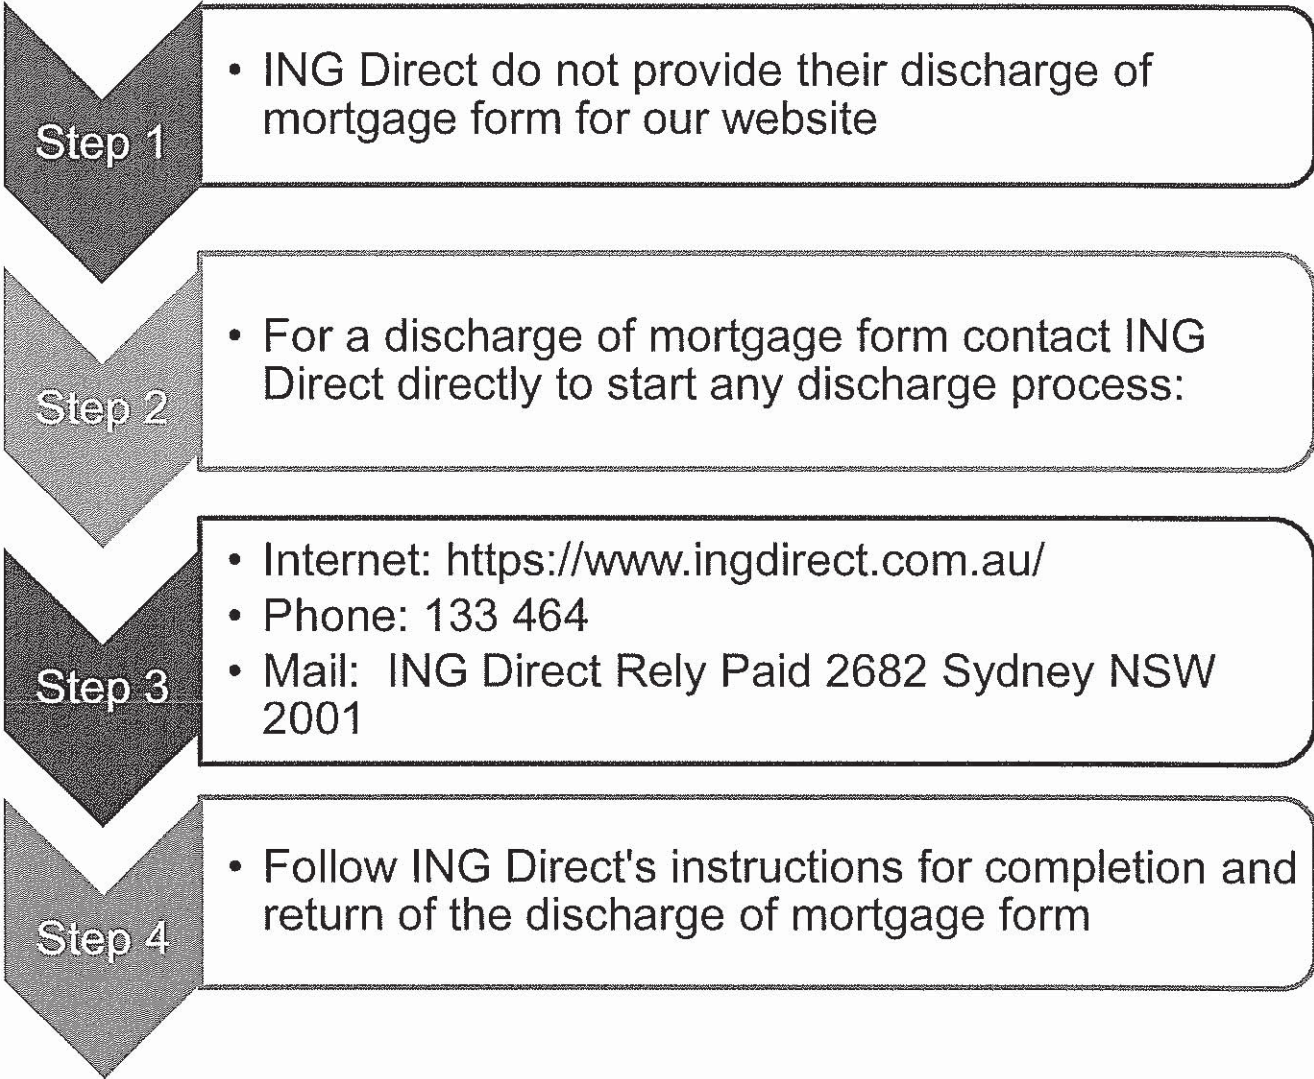 Step 1
• ING Direct do not provide their discharge of
mortgage form for our website
Step 2
• For a discharge of mortgage form contact ING
Direct directly to start any discharge process:
Step 3
• Internet: https://www.ingdirect.com.au/
• Phone: 133 464
• Mail:  ING Direct Rely Paid 2682 Sydney NSW
2001
Step 4
• Follow ING Direct's instructions for completion and
return of the discharge of mortgage form